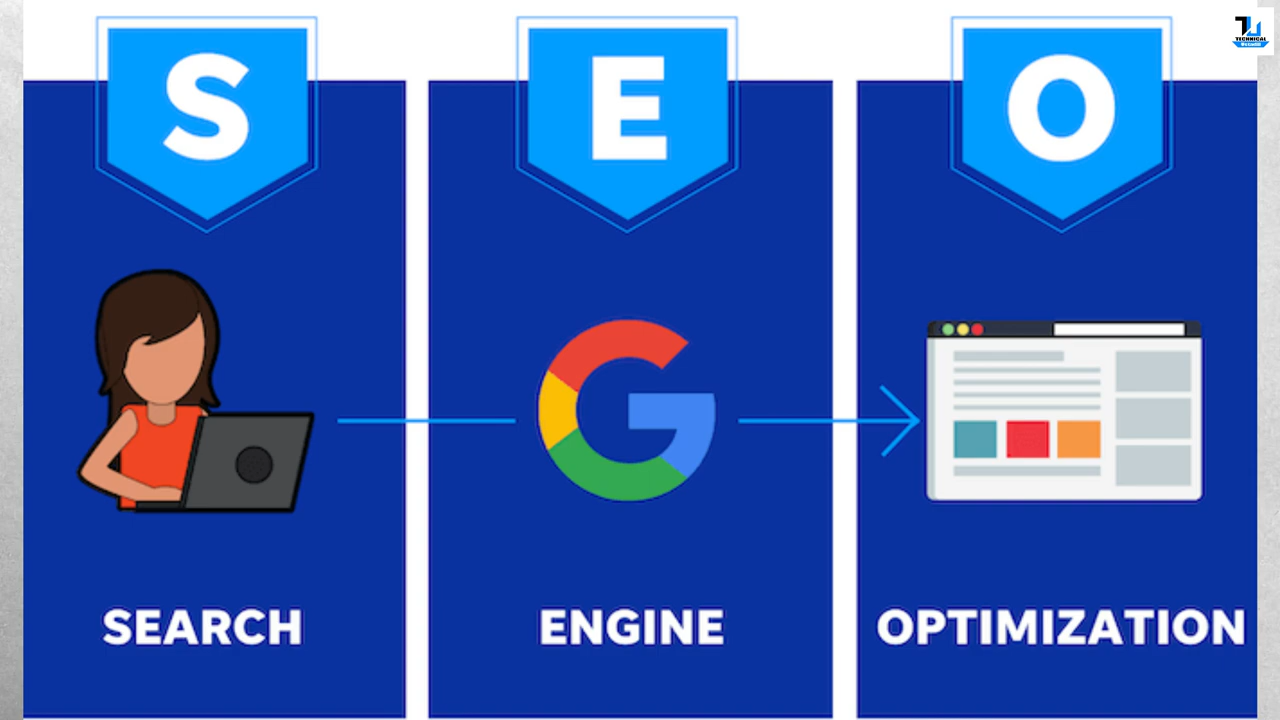 S
E
O
TECHNICAL
SEARCH
ENGINE
OPTIMIZATION